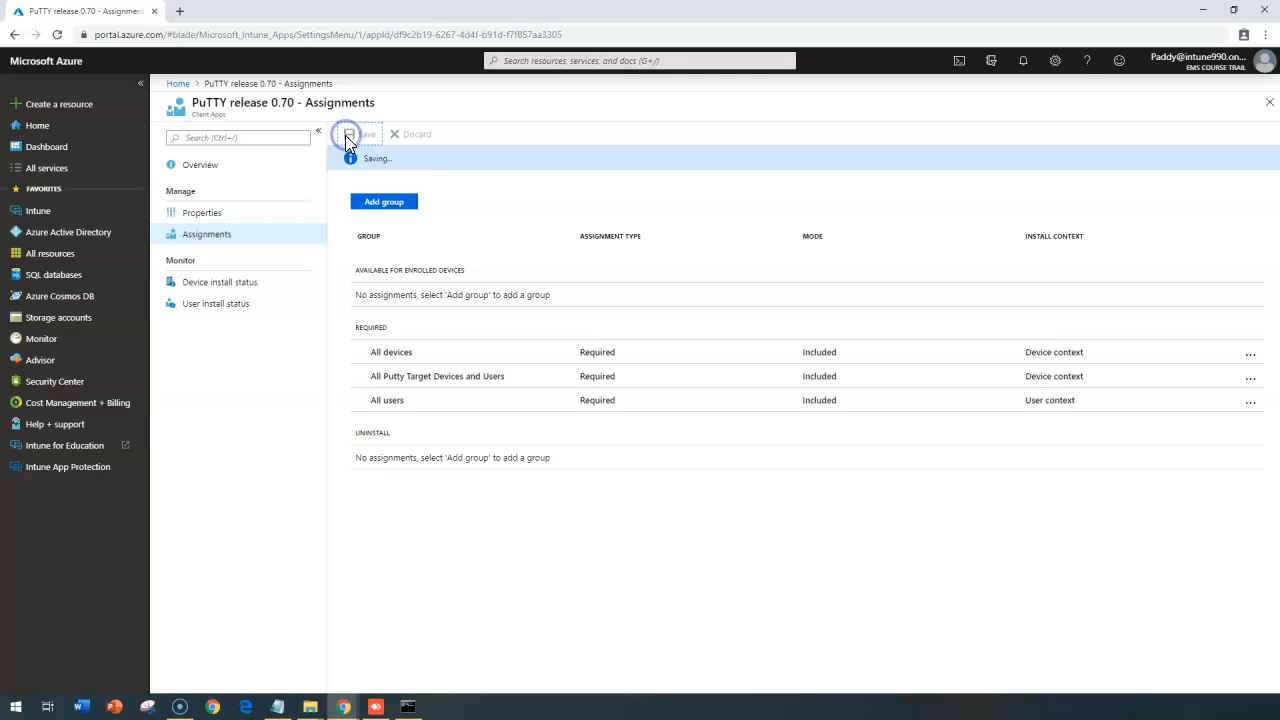 PuTTY release 0.70 - Assignment
portal.azure.com/#blade/Microsoft_Intune_Apps/SettingsMenu/1/appId/df9c2b19-6267-4d4f-b91d-f7f857aa3305
Microsoft Azure
Search resources, services, and docs (G+/)
Paddy@intune990.on...
EMS COURSE TRAIL
Home > PuTTY release 0.70 - Assignments
PuTTY release 0.70 - Assignments
Client Apps
Create a resource
Home
Dashboard
All services
FAVORITES
Intune
Azure Active Directory
All resources
SQL databases
Azure Cosmos DB
Storage accounts
Monitor
Advisor
Security Center
Cost Management + Billing
Help + support
Intune for Education
Intune App Protection
Search (Ctrl+/)
Overview
Manage
Properties
Assignments
Monitor
Device install status
User install status
Save Discard
Saving...
Add group
GROUP ASSIGNMENT TYPE MODE INSTALL CONTEXT
AVAILABLE FOR ENROLLED DEVICES
No assignments, select 'Add group' to add a group
REQUIRED
All devices Required Included Device context ...
All Putty Target Devices and Users Required Included Device context ...
All users Required Included User context ...
UNINSTALL
No assignments, select 'Add group' to add a group